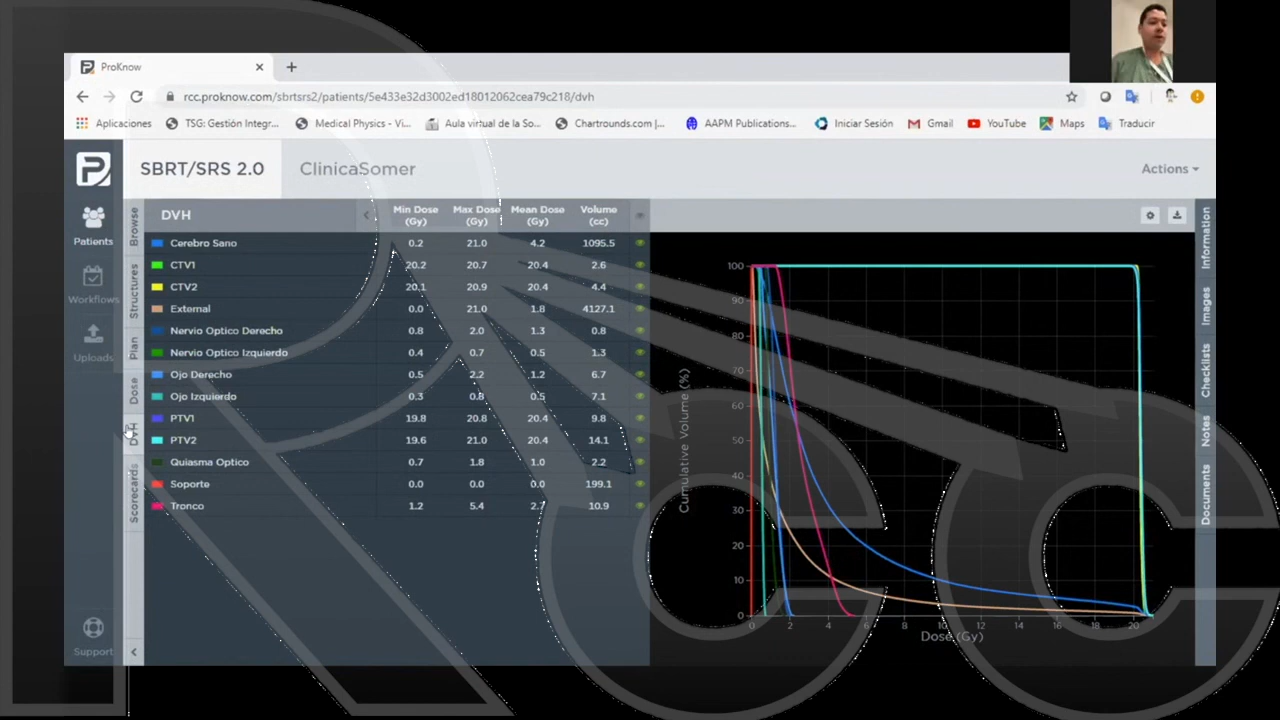 ProKnow
rcc.proknow.com/sbrtsrs2/patients/5e433e32d3002ed18012062cea79c218/dvh
Aplicaciones TSG: Gestión Integr... Medical Physics - Vi... Aula virtual de la So... Chartrounds.com |... AAPM Publications... Iniciar Sesión Gmail YouTube Maps Traducir
SBRT/SRS 2.0 ClinicaSomer Actions
Patients
Workflows
Uploads
Support
Browse
Structures
Plan
Dose
DVH
Scorecards
DVH Min Dose (Gy) Max Dose (Gy) Mean Dose (Gy) Volume (cc)
Cerebro Sano 0.2 21.0 4.2 1095.5
CTV1 20.2 20.7 20.4 2.6
CTV2 20.1 20.9 20.4 4.4
External 0.0 21.0 1.8 4127.1
Nervio Optico Derecho 0.8 2.0 1.3 0.8
Nervio Optico Izquierdo 0.4 0.7 0.5 1.3
Ojo Derecho 0.5 2.2 1.2 6.7
Ojo Izquierdo 0.3 0.8 0.5 7.1
PTV1 19.8 20.8 20.4 9.8
PTV2 19.6 21.0 20.4 14.1
Quiasma Optico 0.7 1.8 1.0 2.2
Soporte 0.0 0.0 0.0 199.1
Tronco 1.2 5.4 2.7 10.9
Cumulative Volume (%)
100
90
80
70
60
50
40
30
20
10
0
0 2 4 6 8 10 12 14 16 18 20
Dose (Gy)
Information
Images
Checklists
Notes
Documents
RCC